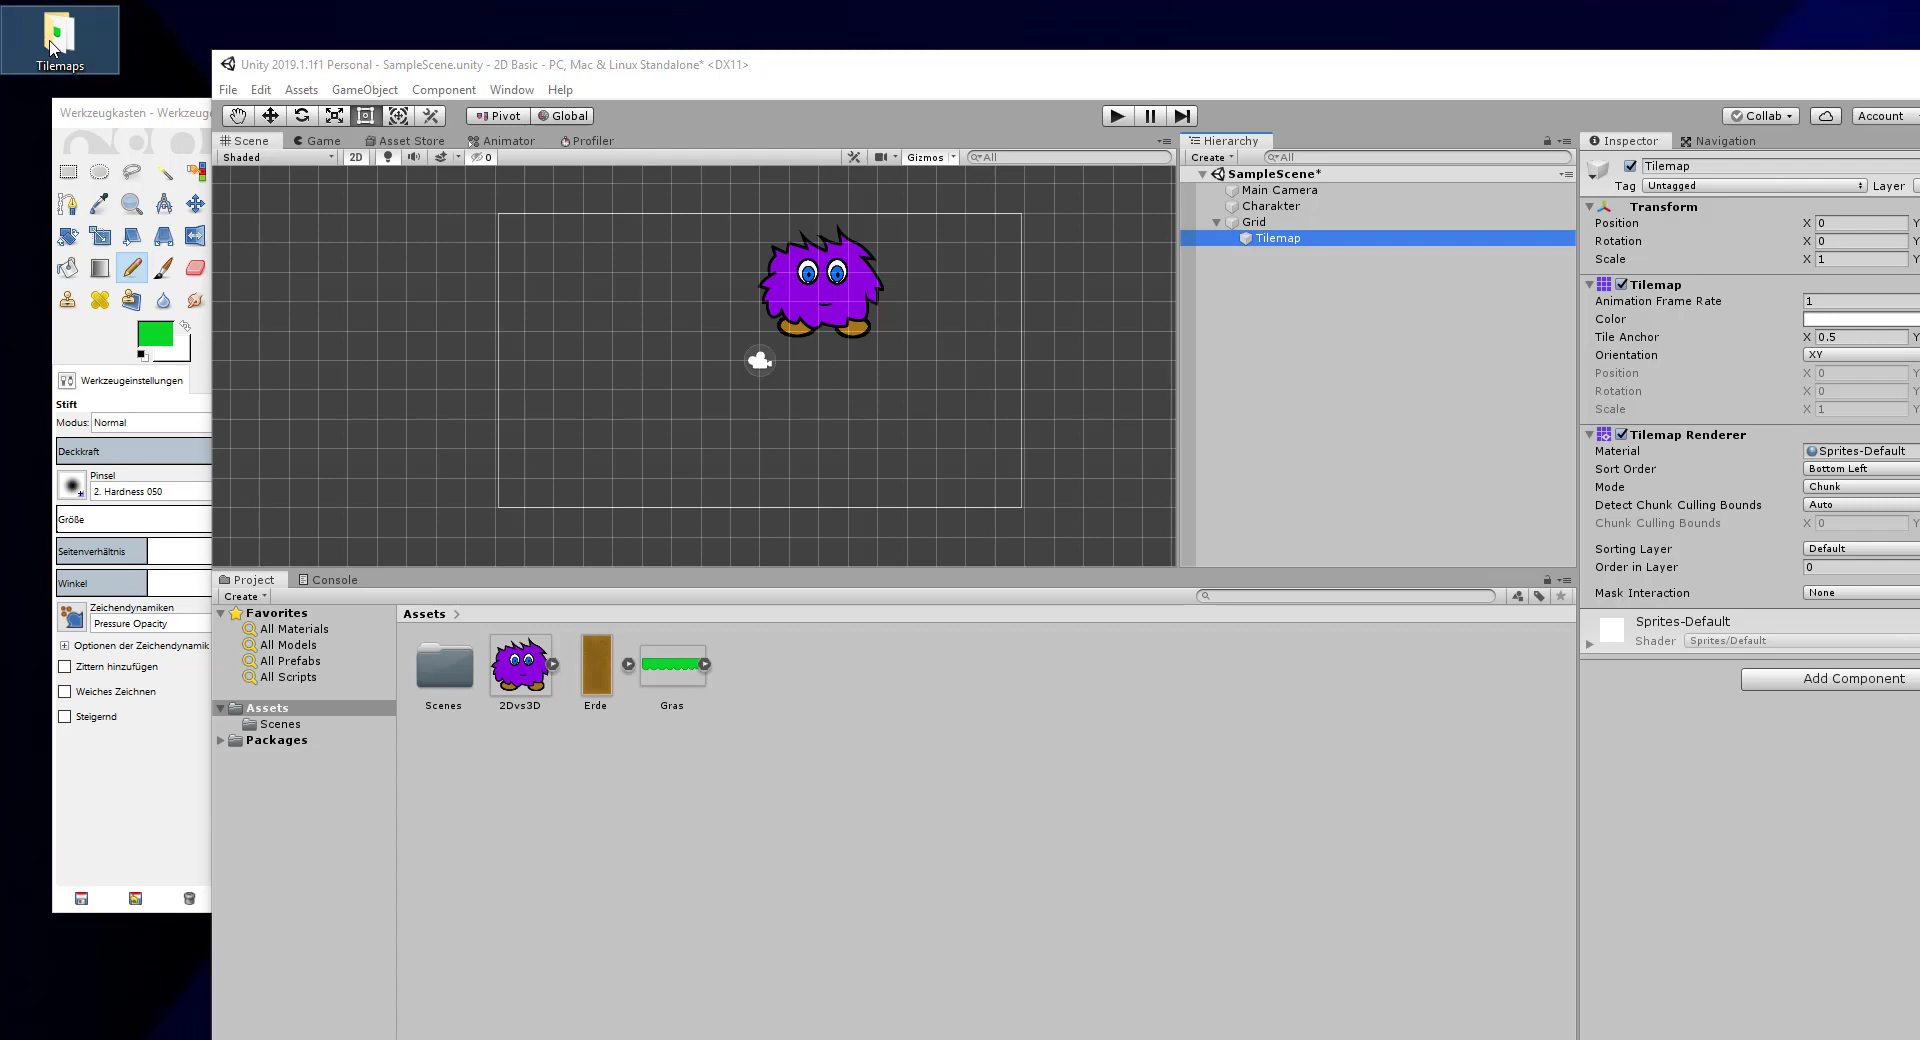 Tilemaps
Werkzeugkasten - Werkzeug
Werkzeugeinstellungen
Stift
Modus: Normal
Deckkraft
Pinsel
2. Hardness 050
Größe
Seitenverhältnis
Winkel
Zeichendynamiken
Pressure Opacity
Optionen der Zeichendynamik
Zittern hinzufügen
Weiches Zeichnen
Steigernd
Unity 2019.1.1f1 Personal - SampleScene.unity - 2D Basic - PC, Mac & Linux Standalone* <DX11>
File Edit Assets GameObject Component Window Help
Pivot Global
Collab
Account
Scene Game Asset Store Animator Profiler
Shaded 2D 0 Gizmos All
Hierarchy
Create All
SampleScene*
Main Camera
Charakter
Grid
Tilemap
Project Console
Create
Favorites
All Materials
All Models
All Prefabs
All Scripts
Assets
Scenes
Packages
Assets
Scenes 2Dvs3D Erde Gras
Inspector Navigation
Tilemap
Tag Untagged Layer
Transform
Position X 0 Y
Rotation X 0 Y
Scale X 1 Y
Tilemap
Animation Frame Rate 1
Color
Tile Anchor X 0.5 Y
Orientation XY
Position X 0 Y
Rotation X 0 Y
Scale X 1 Y
Tilemap Renderer
Material Sprites-Default
Sort Order Bottom Left
Mode Chunk
Detect Chunk Culling Bounds Auto
Chunk Culling Bounds X 0 Y
Sorting Layer Default
Order in Layer 0
Mask Interaction None
Sprites-Default
Shader Sprites/Default
Add Component